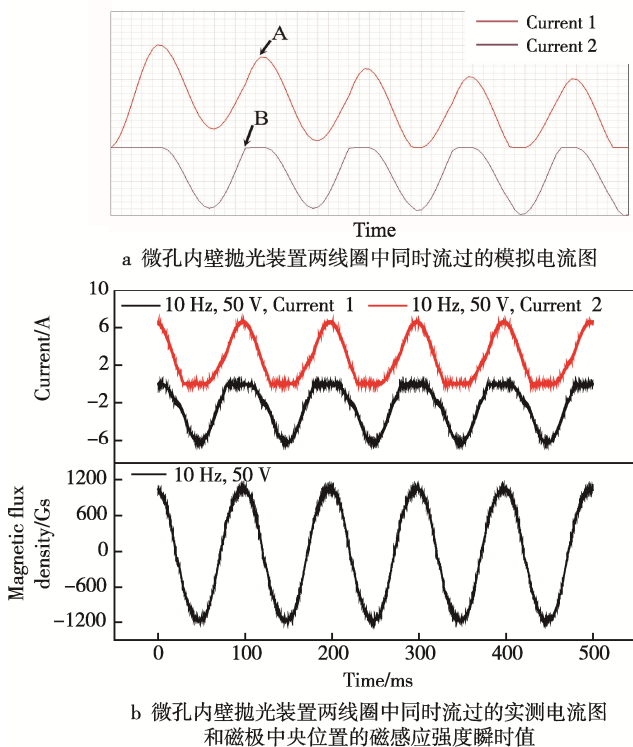 Current 1
Current 2
A
B
Time
a 微孔内壁抛光装置两线圈中同时流过的模拟电流图
10
6
2
−2
−6
Current/A
10 Hz, 50 V, Current 1
10 Hz, 50 V, Current 2
1200
600
0
−600
−1200
Magnetic flux
density/Gs
10 Hz, 50 V
0 100 200 300 400 500
Time/ms
b 微孔内壁抛光装置两线圈中同时流过的实测电流图
和磁极中央位置的磁感应强度瞬时值